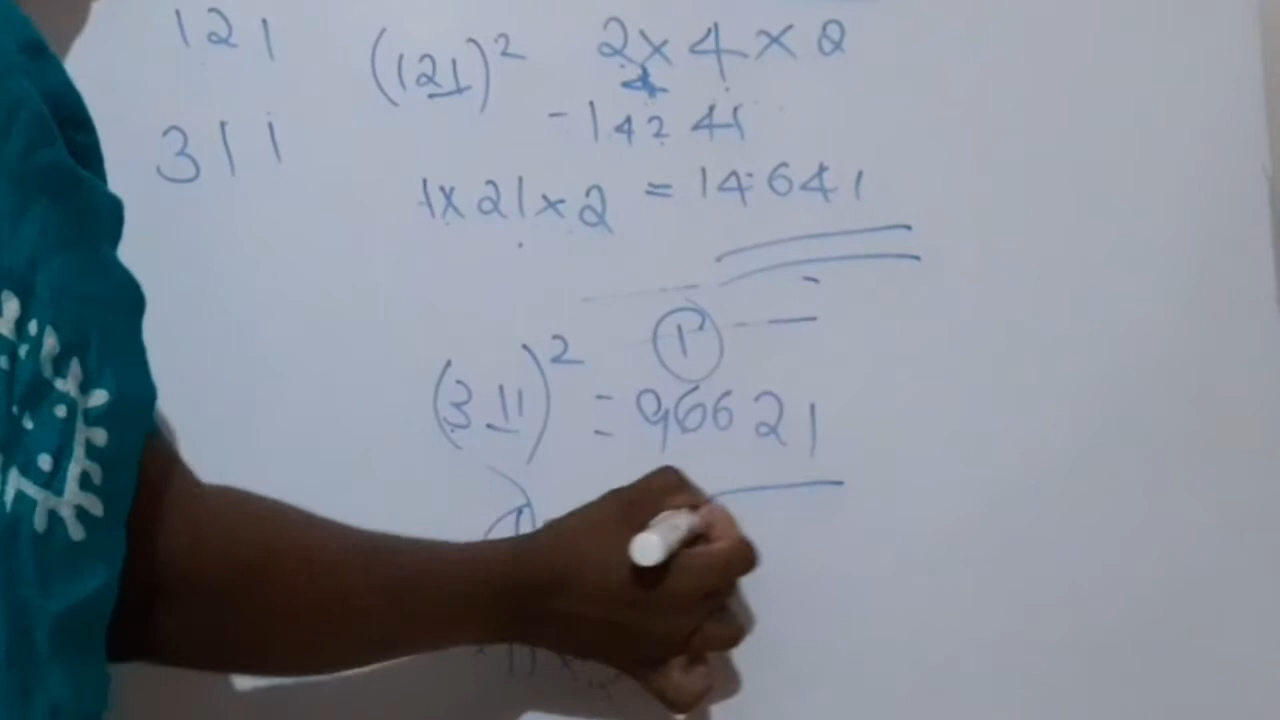 121
(121)² 2×4×2
311
- 14241
1×21×2 = 14641
1
(311)² = 96621